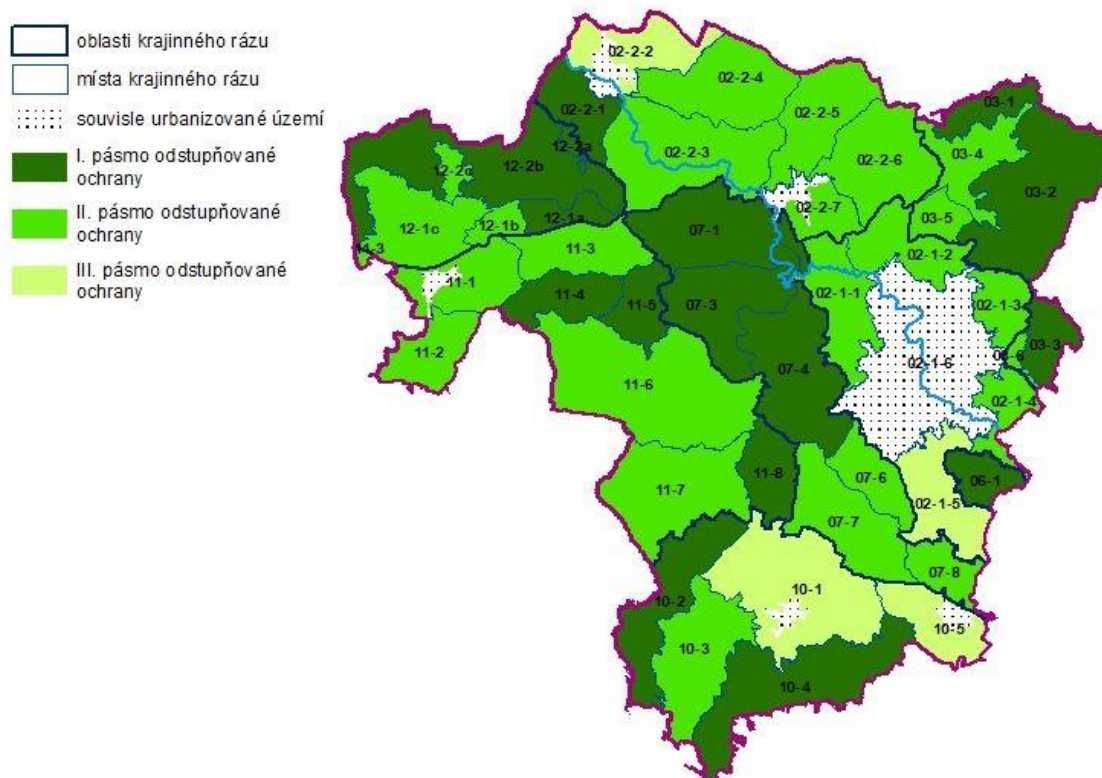 oblasti krajinného rázu
místa krajinného rázu
souvisle urbanizované území
I. pásmo odstupňované
ochrany
II. pásmo odstupňované
ochrany
III. pásmo odstupňované
ochrany
02-2-2
02-2-4
02-2-1
02-2-5
03-1
12-2a
02-2-3
02-2-6
03-4
12-2b
12-2c
03-2
02-2-7
12-1a
03-5
12-1c
12-1b
07-1
11-3
11-3
02-1-2
11-1
11-4
11-5
07-3
02-1-1
02-1-3
11-2
02-1-6
03-3
11-6
07-4
02-1-4
11-8
07-6
06-1
11-7
02-1-5
07-7
07-8
10-1
10-2
10-5
10-3
10-4